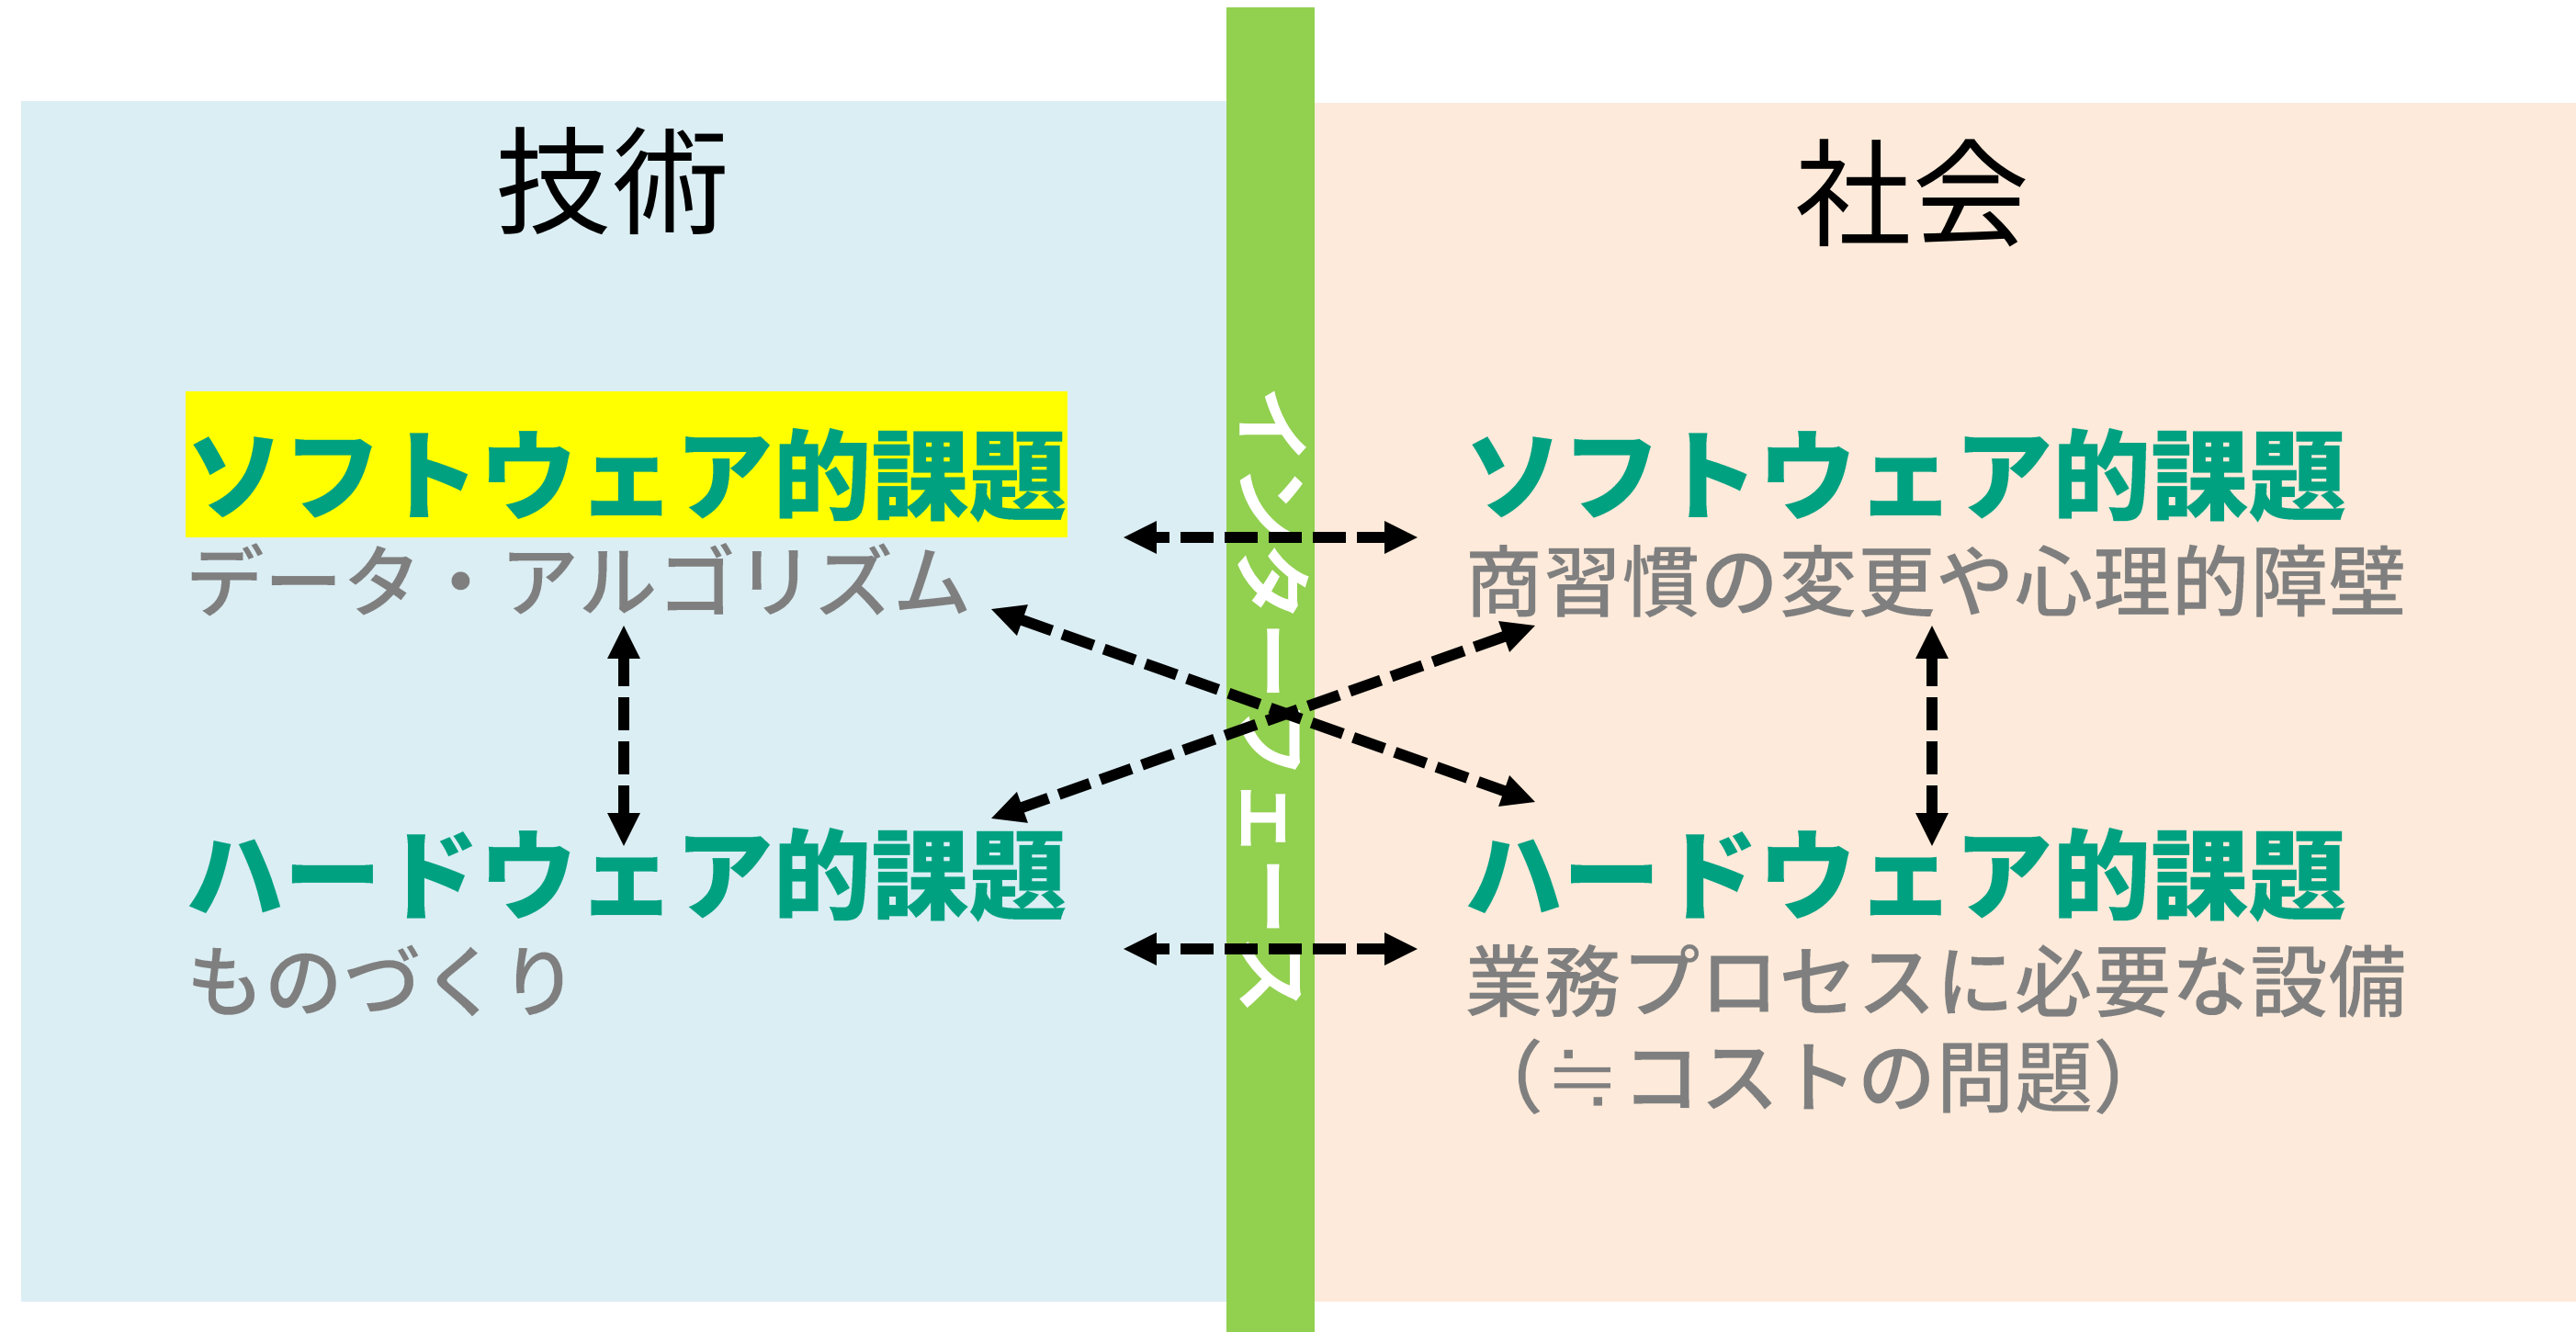 技術
ソフトウェア的課題
データ・アルゴリズム
ハードウェア的課題
ものづくり
インターフェース
社会
ソフトウェア的課題
商習慣の変更や心理的障壁
ハードウェア的課題
業務プロセスに必要な設備
（≒コストの問題）